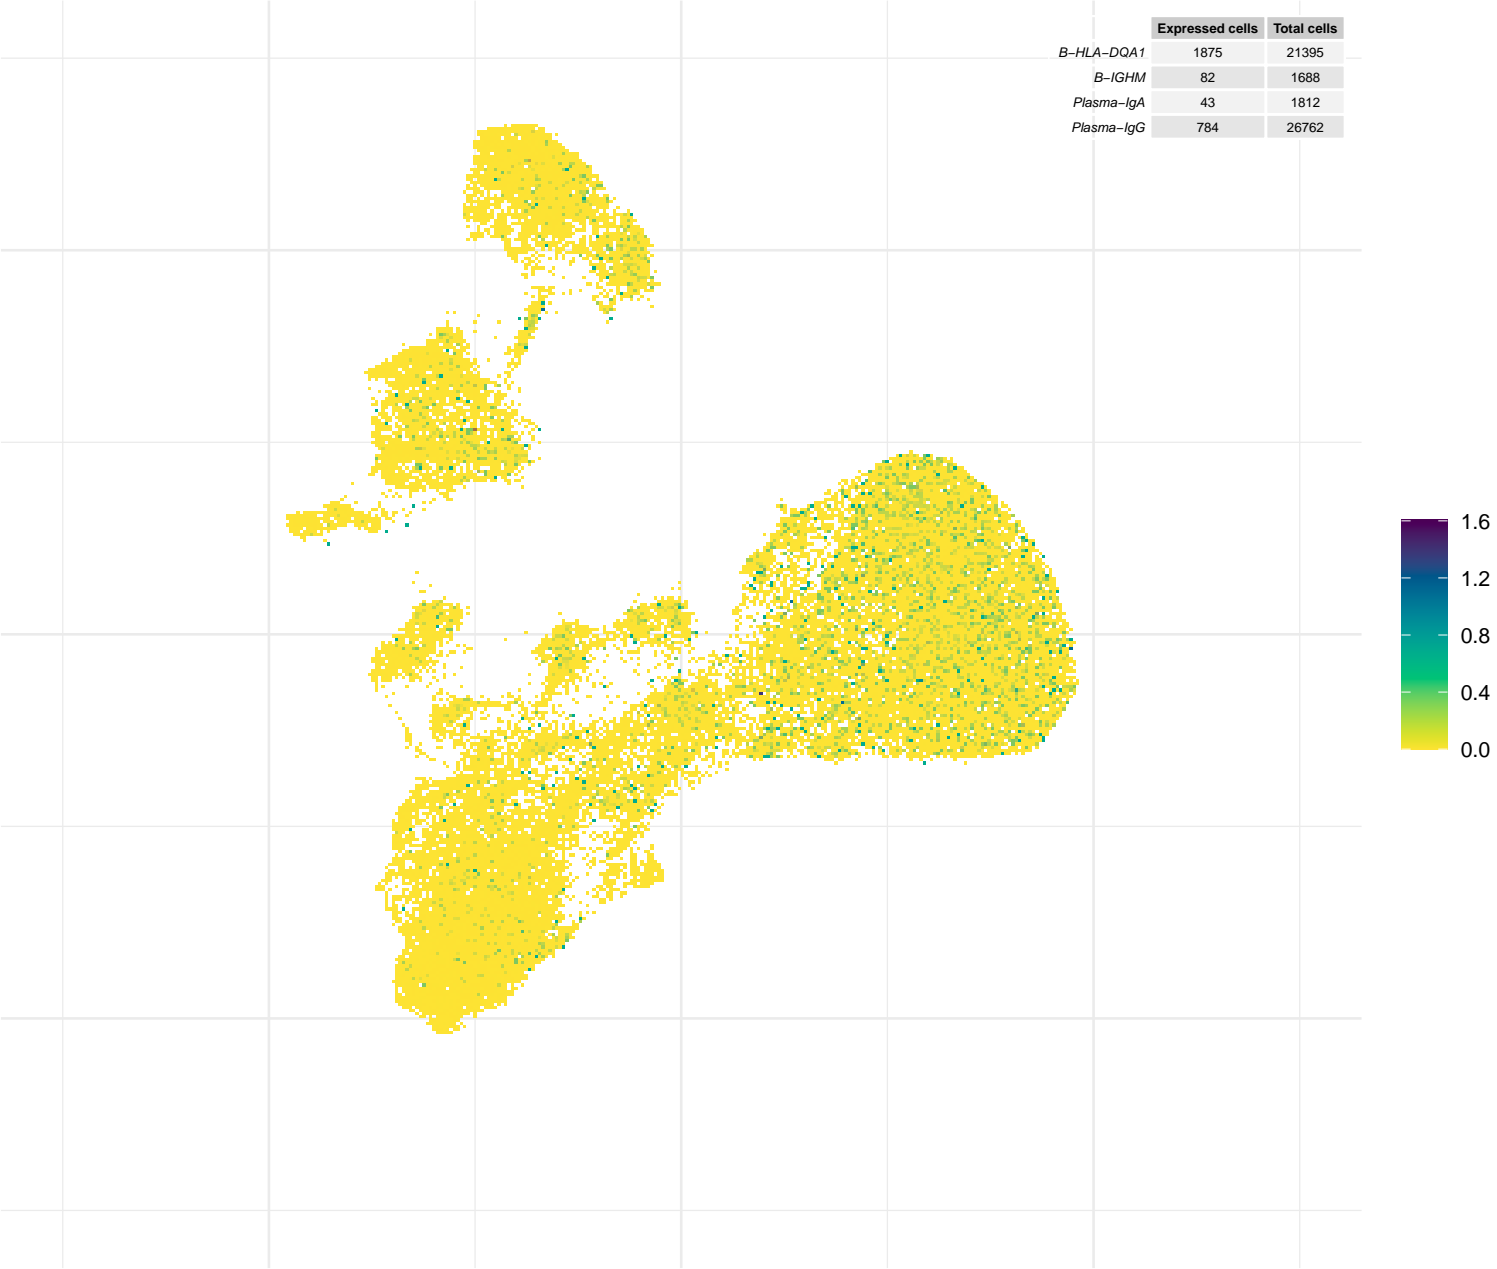 Expressed cells Total cells
B−HLA−DQA1 1875 21395
B−IGHM 82 1688
Plasma−IgA 43 1812
Plasma−IgG 784 26762
1.6
1.2
0.8
0.4
0.0